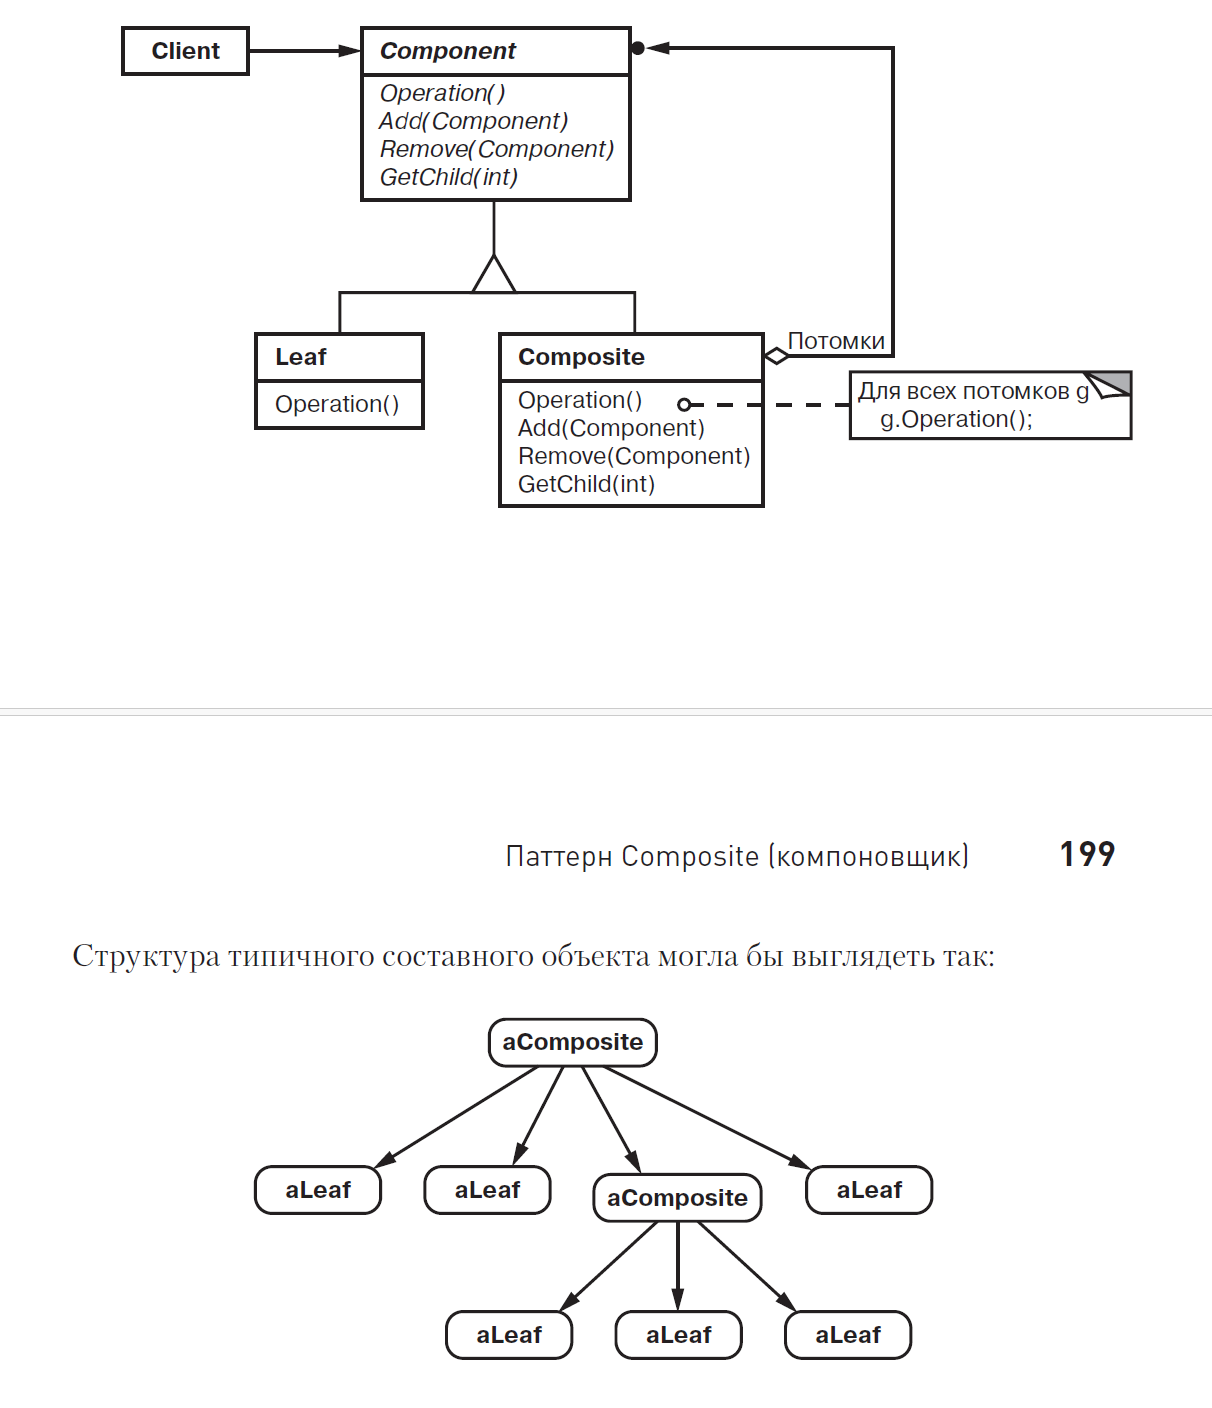 Client
Component
Operation()
Add(Component)
Remove(Component)
GetChild(int)
Leaf
Operation()
Composite
Operation()
Add(Component)
Remove(Component)
GetChild(int)
Потомки
Для всех потомков g
g.Operation();
Паттерн Composite (компоновщик) 199
Структура типичного составного объекта могла бы выглядеть так:
aComposite
aLeaf
aLeaf
aComposite
aLeaf
aLeaf
aLeaf
aLeaf